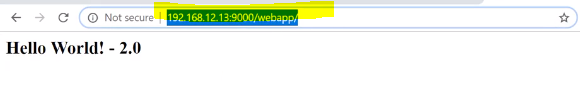 Not secure | 192.168.12.13:9000/webapp/
Hello World! - 2.0